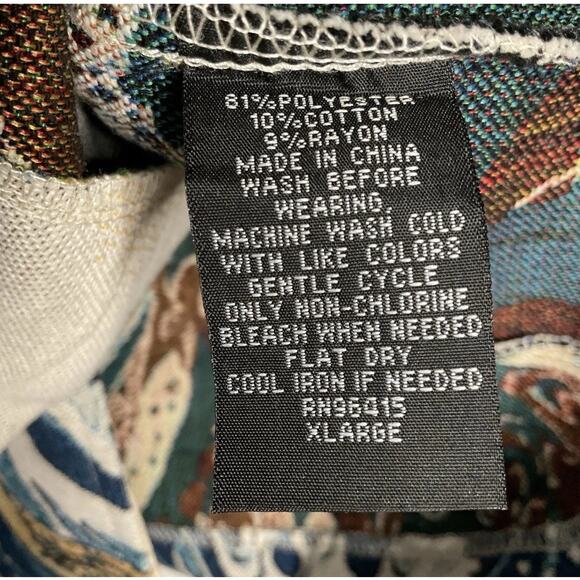 81%POLYESTER
10%COTTON
9%RAYON
MADE IN CHINA
WASH BEFORE
WEARING.
MACHINE WASH COLD
WITH LIKE COLORS
GENTLE CYCLE
ONLY NON-CHLORINE
BLEACH WHEN NEEDED
FLAT DRY
COOL IRON IF NEEDED
RN96415
XLARGE